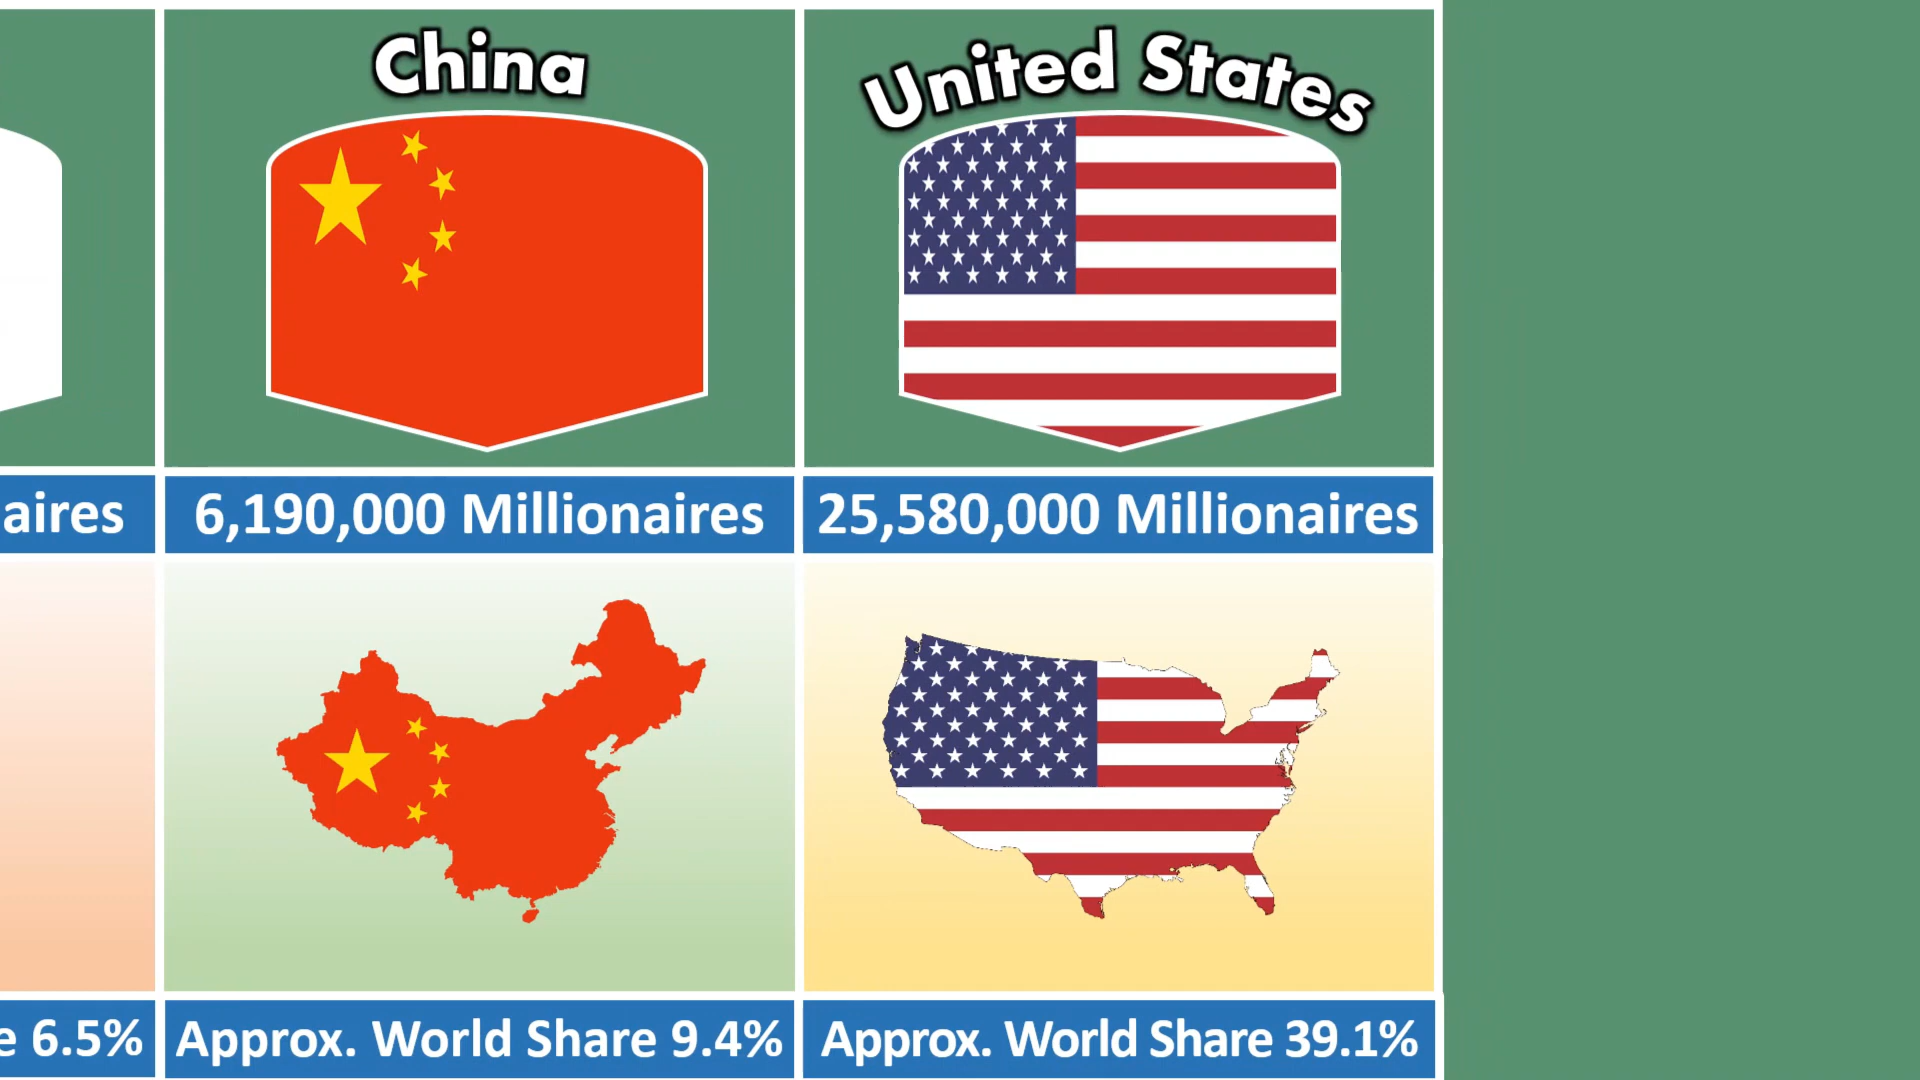 China
United States
aires
6,190,000 Millionaires
25,580,000 Millionaires
e 6.5%
Approx. World Share 9.4%
Approx. World Share 39.1%